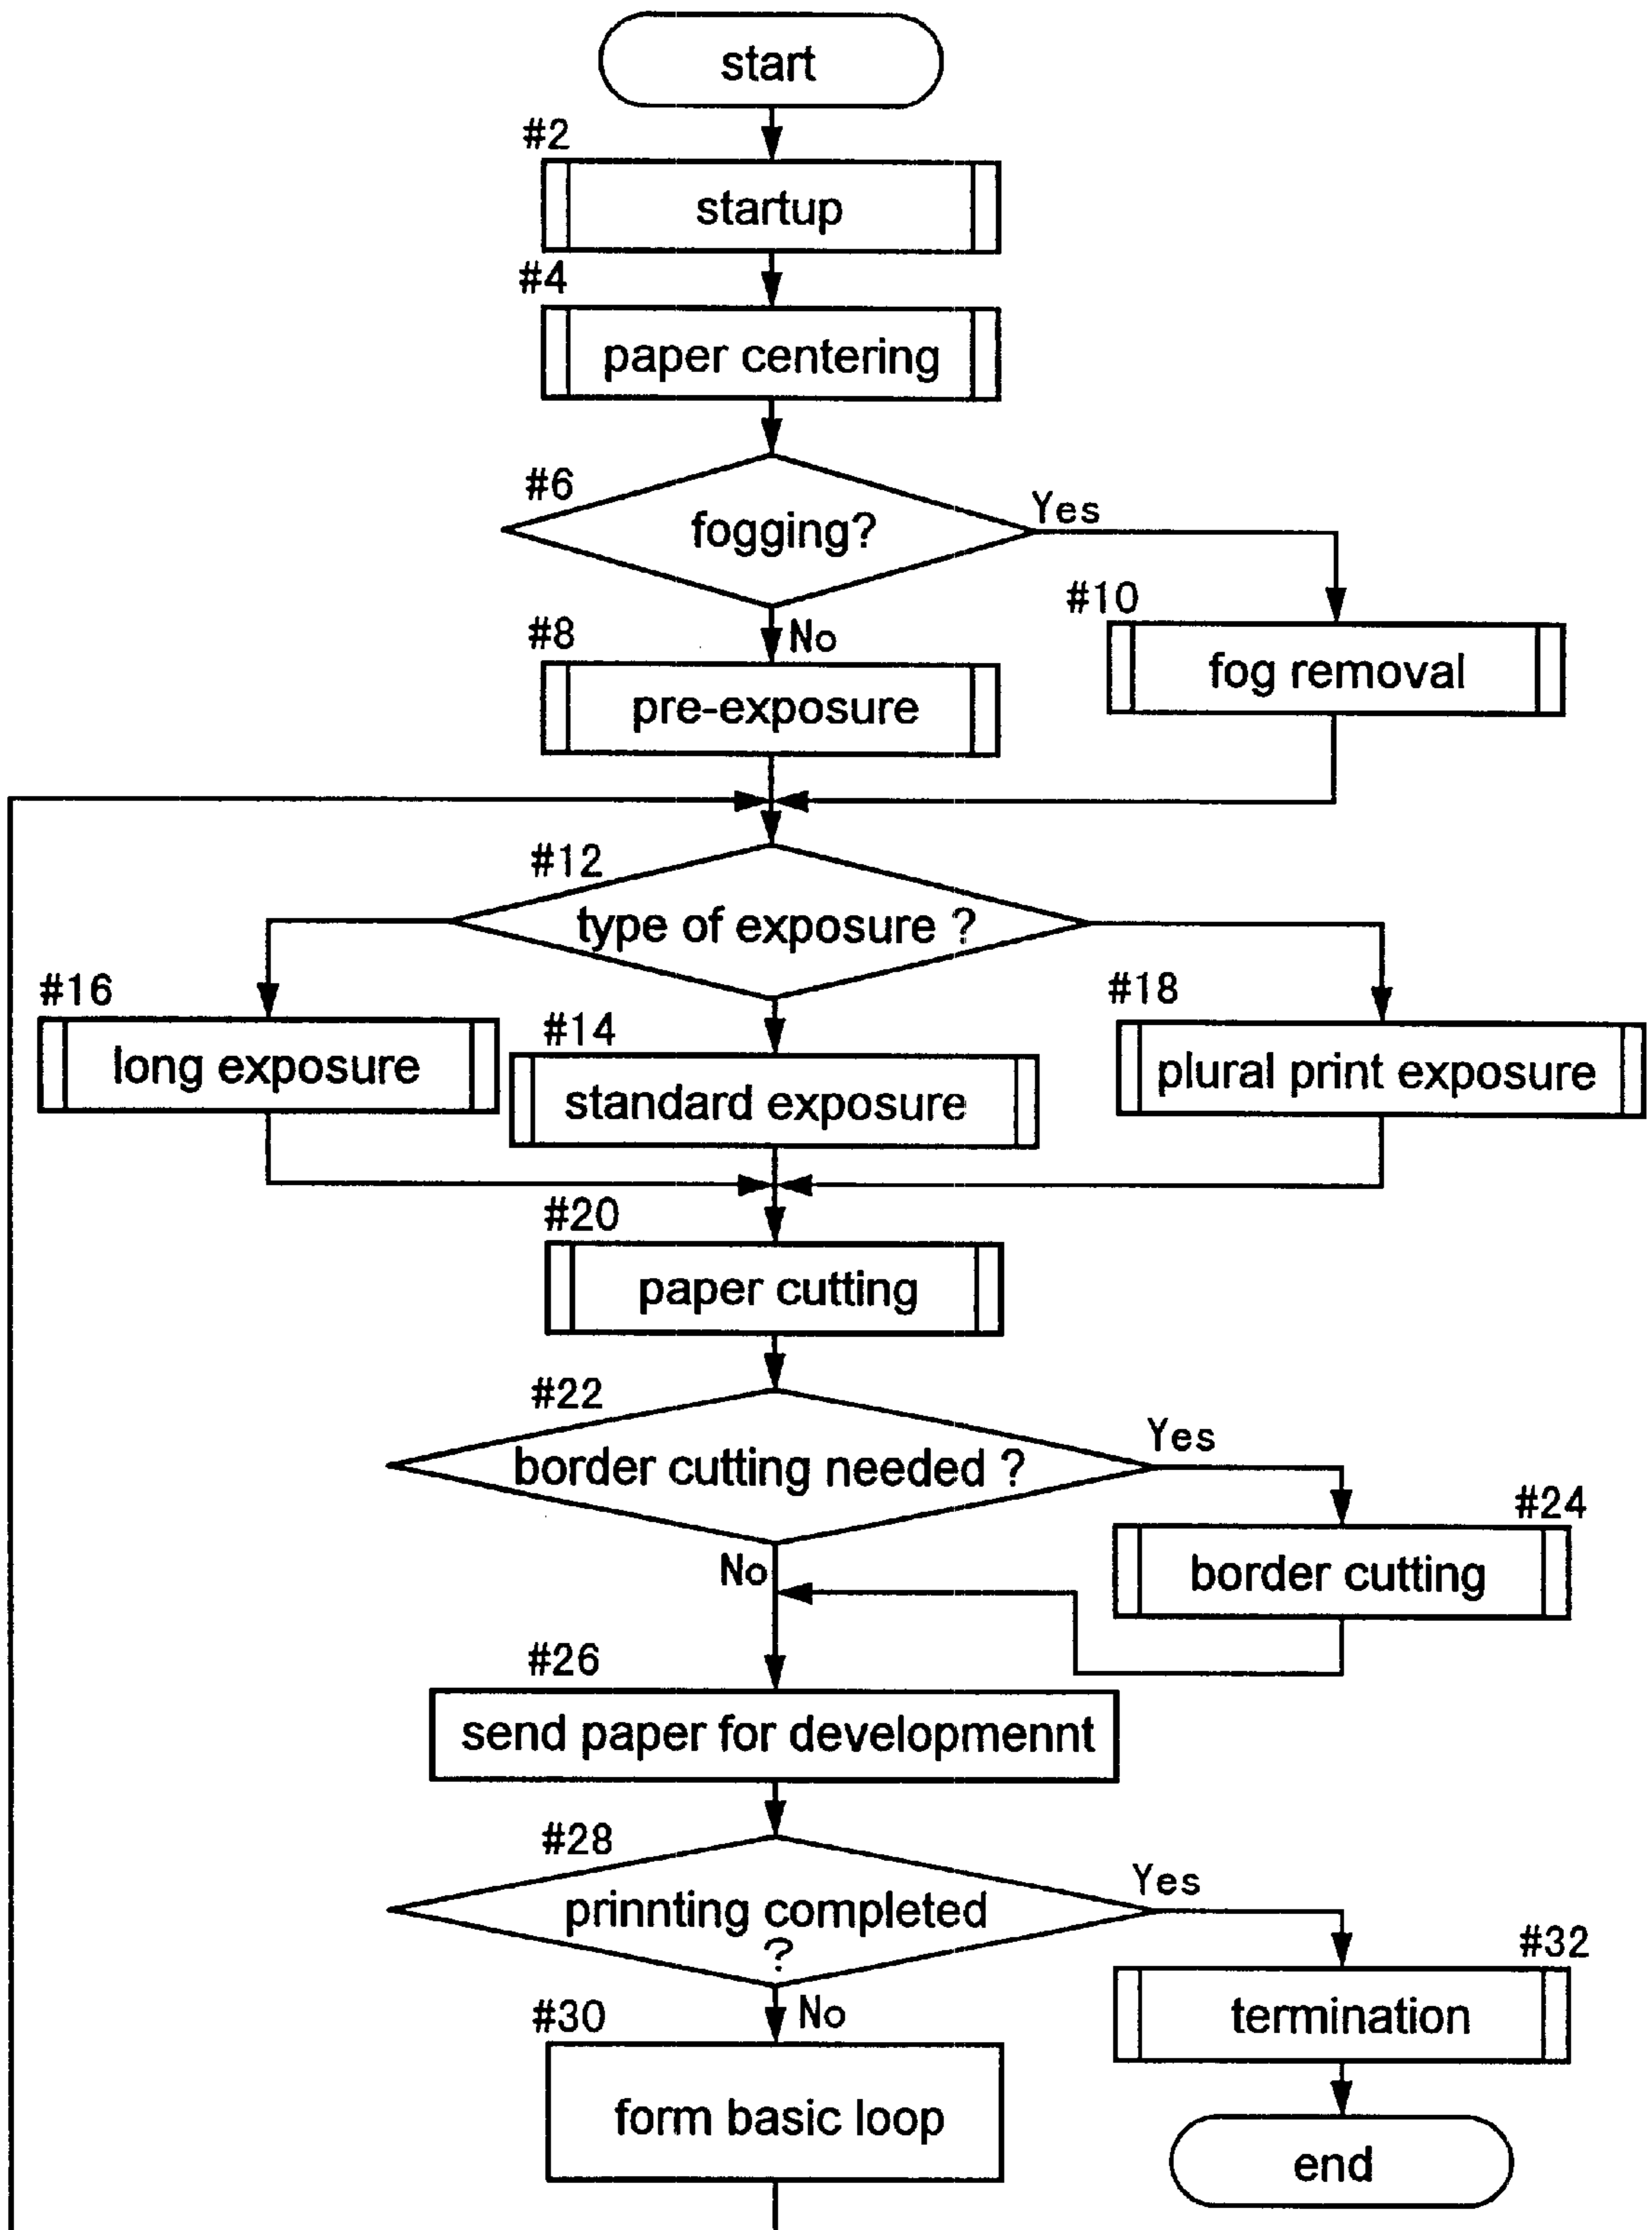 start
#2
startup
#4
paper centering
#6
fogging?
Yes
#10
fog removal
No
#8
pre-exposure
#12
type of exposure ?
#16
long exposure
#14
standard exposure
#18
plural print exposure
#20
paper cutting
#22
border cutting needed ?
Yes
#24
border cutting
No
#26
send paper for developmennt
#28
prinnting completed
?
Yes
#32
termination
No
#30
form basic loop
end